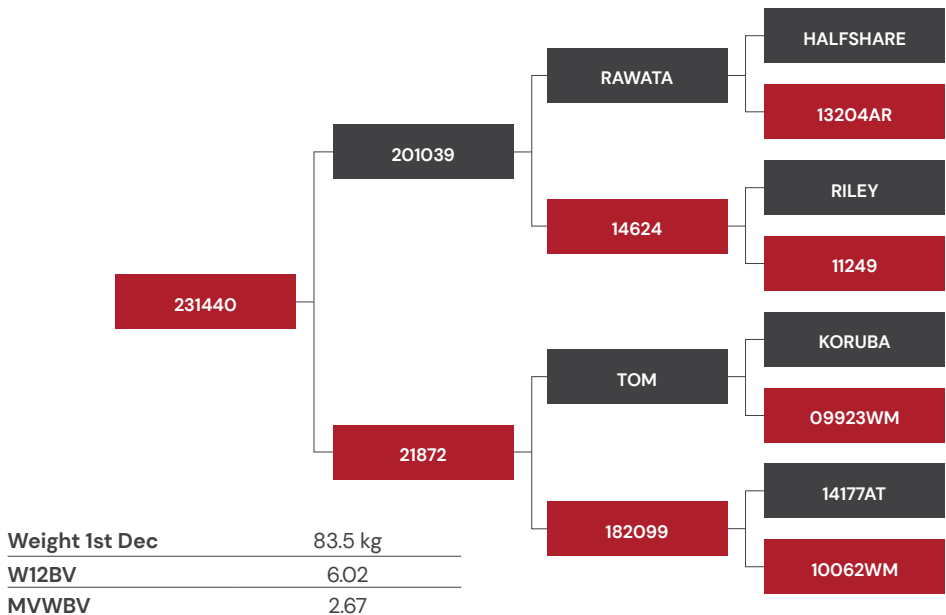 HALFSHARE
RAWATA
13204AR
201039
RILEY
14624
11249
231440
KORUBA
TOM
09923WM
21872
14177AT
182099
10062WM
Weight 1st Dec 83.5 kg
W12BV 6.02
MVWBV 2.67